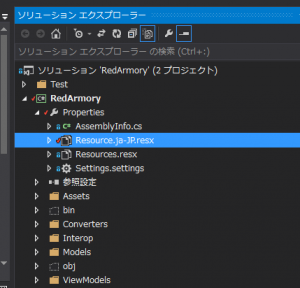 ソリューション エクスプローラー
ソリューション エクスプローラー の検索 (Ctrl+:)
ソリューション 'RedArmory' (2 プロジェクト)
Test
RedArmory
Properties
AssemblyInfo.cs
Resource.ja-JP.resx
Resources.resx
Settings.settings
参照設定
Assets
bin
Converters
Interop
Models
obj
ViewModels